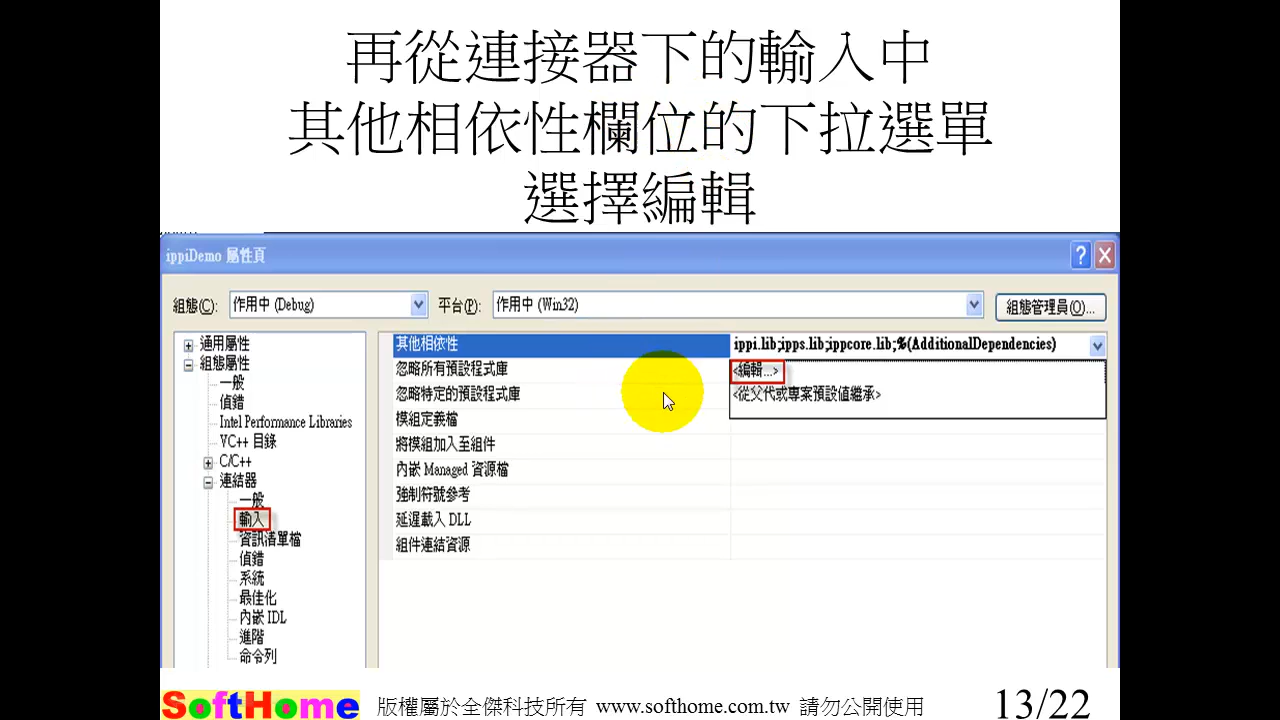 再從連接器下的輸入中
其他相依性欄位的下拉選單
選擇編輯
ippiDemo 屬性頁
組態(C): 作用中 (Debug) 平台(P): 作用中 (Win32) 組態管理員(O)...
通用屬性
組態屬性
一般
偵錯
Intel Performance Libraries
VC++ 目錄
C/C++
連結器
一般
輸入
資訊清單檔
偵錯
系統
最佳化
內嵌 IDL
進階
命令列
其他相依性 ippi.lib;ipps.lib;ippcore.lib;%(AdditionalDependencies)
忽略所有預設程式庫 <編輯...>
忽略特定的預設程式庫 <從父代或專案預設值繼承>
模組定義檔
將模組加入至組件
內嵌 Managed 資源檔
強制符號參考
延遲載入 DLL
組件連結資源
SoftHome 版權屬於全傑科技所有 www.softhome.com.tw 請勿公開使用 13/22